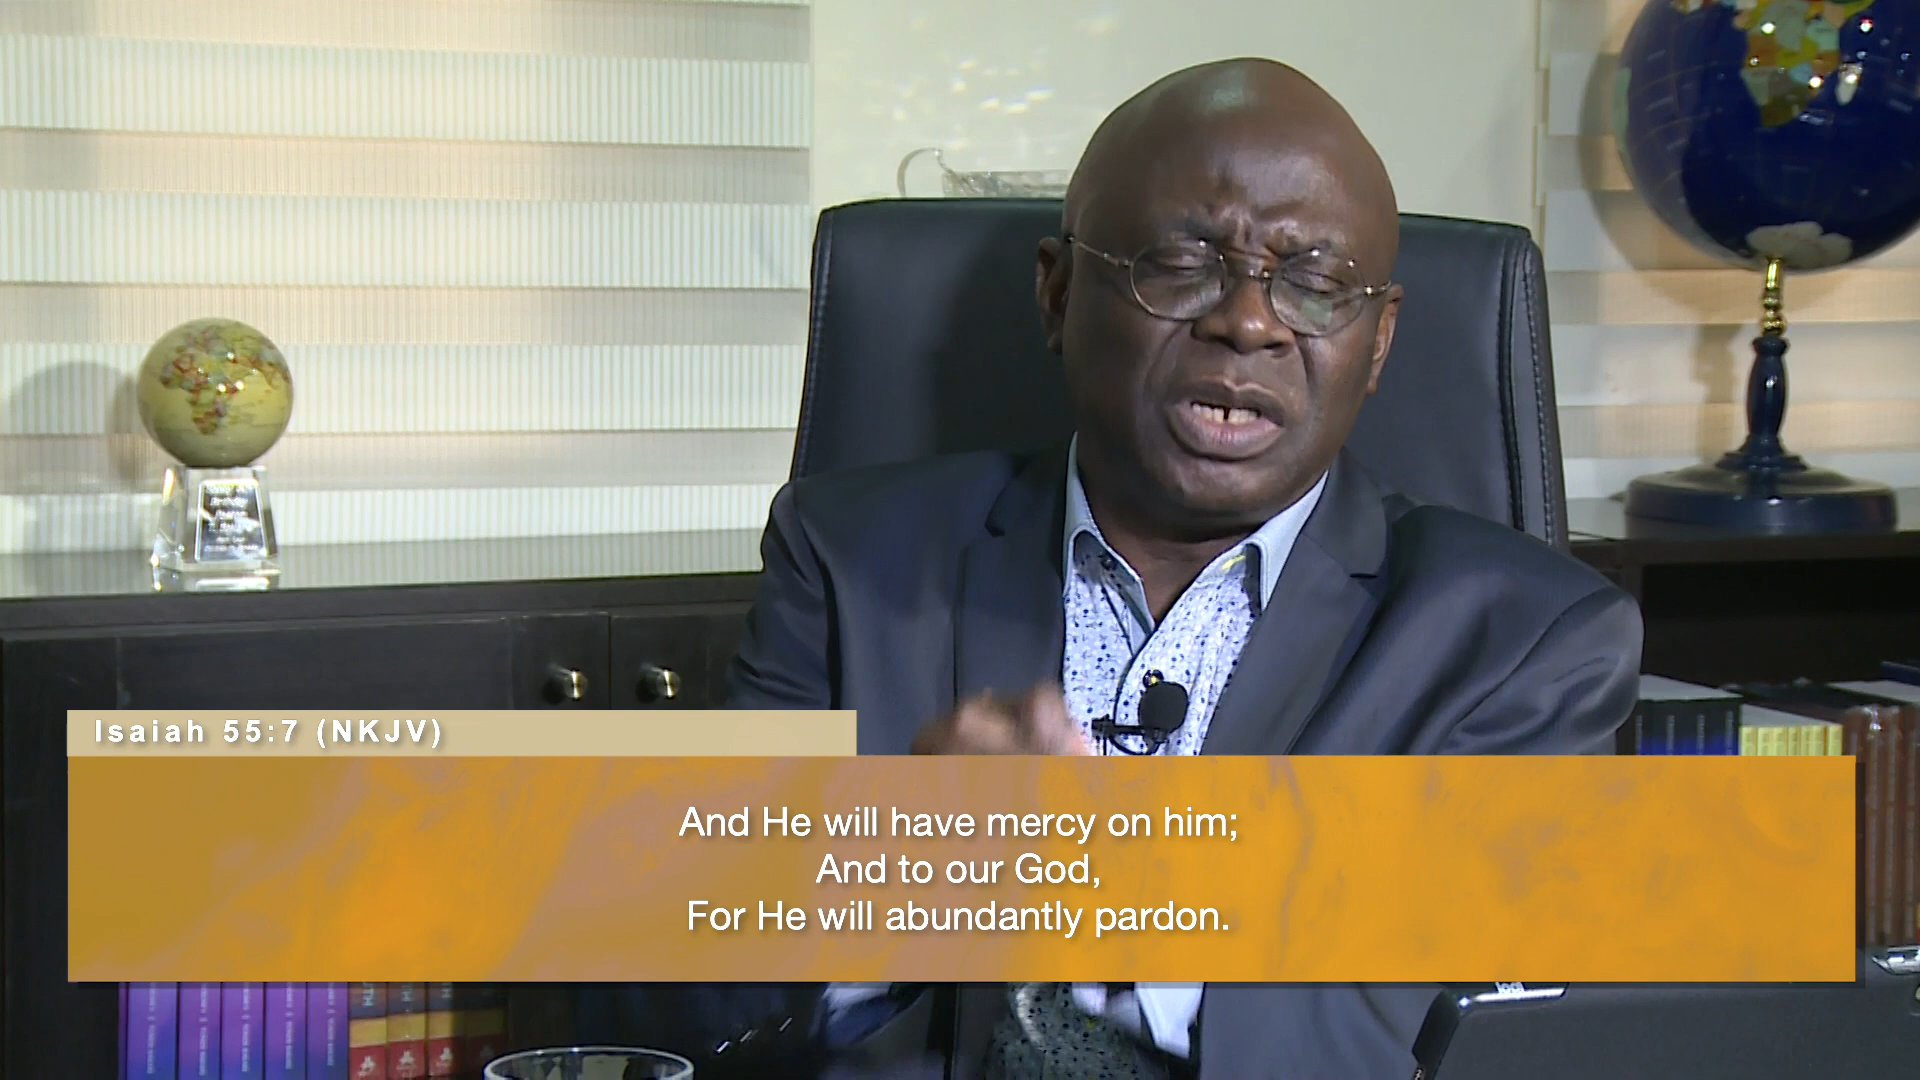 Isaiah 55:7 (NKJV)
And He will have mercy on him;
And to our God,
For He will abundantly pardon.
logi